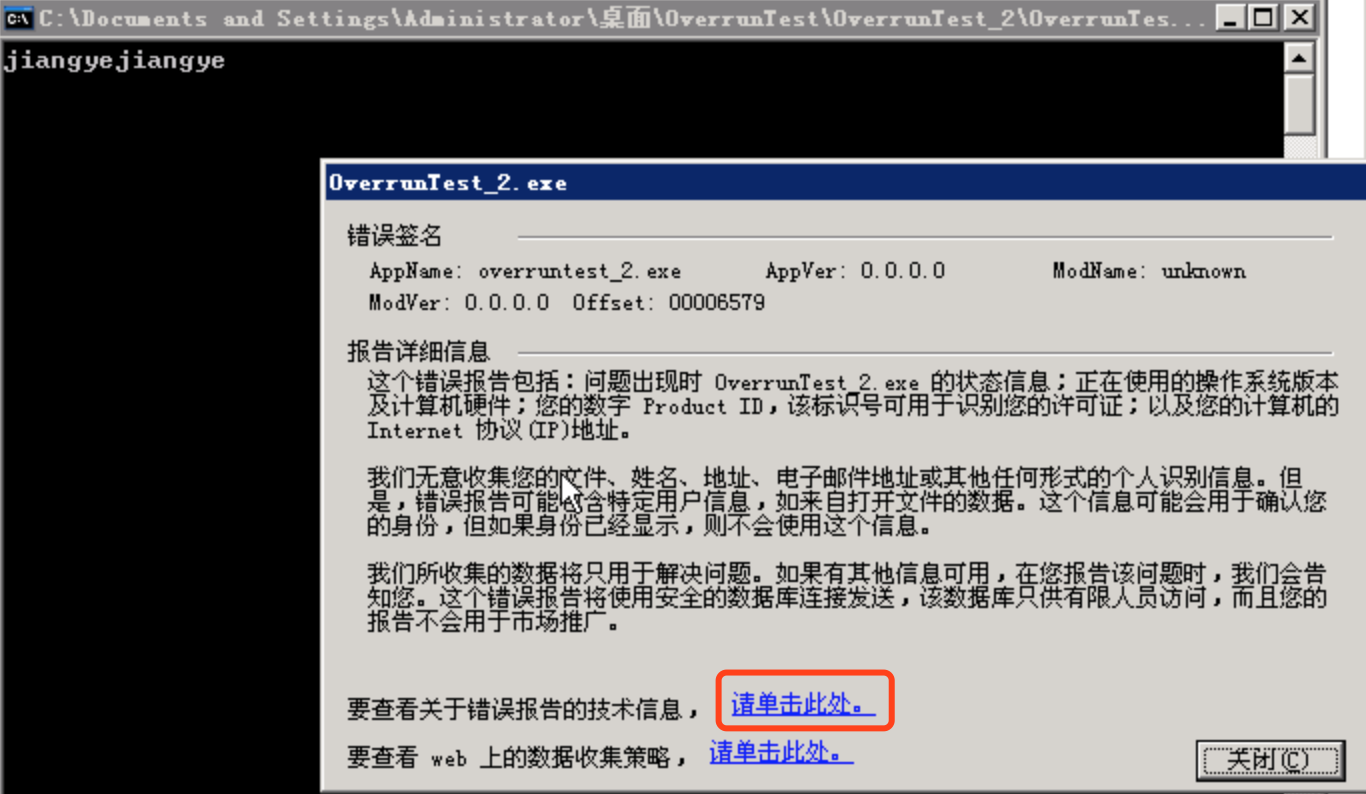 C:\Documents and Settings\Administrator\桌面\OverrunTest\OverrunTest_2\OverrunTes...
jiangyejiangye
OverrunTest_2.exe
错误签名
AppName: overruntest_2.exe AppVer: 0.0.0.0 ModName: unknown
ModVer: 0.0.0.0 Offset: 00006579
报告详细信息
这个错误报告包括：问题出现时 OverrunTest_2.exe 的状态信息；正在使用的操作系统版本
及计算机硬件；您的数字 Product ID，该标识号可用于识别您的许可证；以及您的计算机的
Internet 协议(IP)地址。
我们无意收集您的文件、姓名、地址、电子邮件地址或其他任何形式的个人识别信息。但
是，错误报告可能包含特定用户信息，如来自打开文件的数据。这个信息可能会用于确认您
的身份，但如果身份已经显示，则不会使用这个信息。
我们所收集的数据将只用于解决问题。如果有其他信息可用，在您报告该问题时，我们会告
知您。这个错误报告将使用安全的数据库连接发送，该数据库只供有限人员访问，而且您的
报告不会用于市场推广。
要查看关于错误报告的技术信息， 请单击此处。
要查看 web 上的数据收集策略， 请单击此处。
关闭(C)